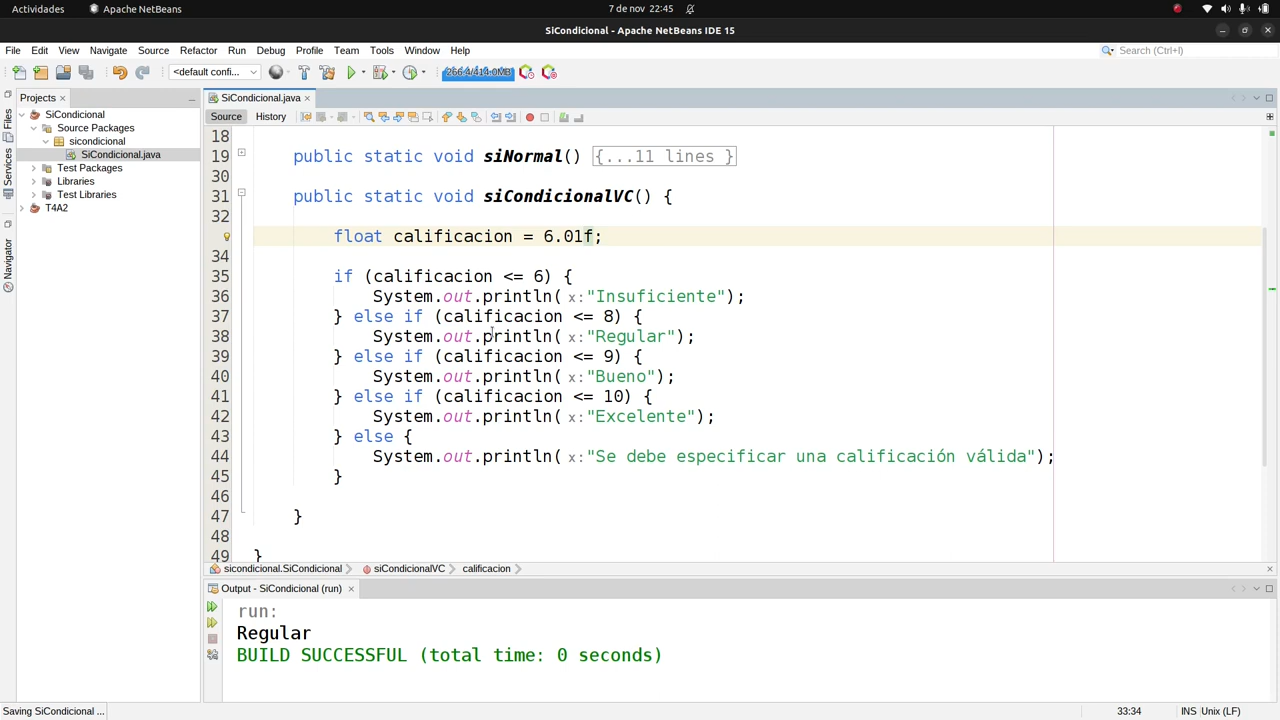 Actividades
Apache NetBeans
7 de nov 22:45
SiCondicional - Apache NetBeans IDE 15
File Edit View Navigate Source Refactor Run Debug Profile Team Tools Window Help
Search (Ctrl+I)
<default confi...
266.4/414.0MB
Projects
SiCondicional.java
Files
Services
Navigator
SiCondicional
Source Packages
sicondicional
SiCondicional.java
Test Packages
Libraries
Test Libraries
T4A2
Source History
18
19 public static void siNormal() {...11 lines }
30
31 public static void siCondicionalVC() {
32
float calificacion = 6.01f;
34
35 if (calificacion <= 6) {
36 System.out.println(x:"Insuficiente");
37 } else if (calificacion <= 8) {
38 System.out.println(x:"Regular");
39 } else if (calificacion <= 9) {
40 System.out.println(x:"Bueno");
41 } else if (calificacion <= 10) {
42 System.out.println(x:"Excelente");
43 } else {
44 System.out.println(x:"Se debe especificar una calificación válida");
45 }
46
47 }
48
49 }
sicondicional.SiCondicional siCondicionalVC calificacion
Output - SiCondicional (run)
run:
Regular
BUILD SUCCESSFUL (total time: 0 seconds)
Saving SiCondicional ...
33:34
INS Unix (LF)